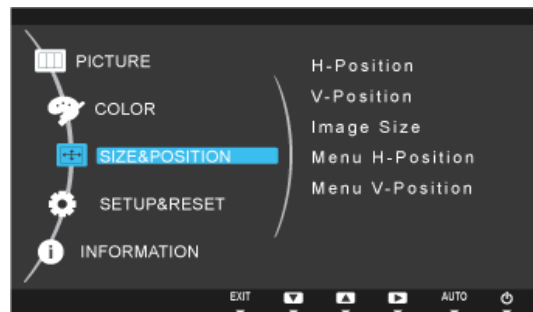 PICTURE
COLOR
SIZE&POSITION
SETUP&RESET
INFORMATION
H-Position
V-Position
Image Size
Menu H-Position
Menu V-Position
EXIT AUTO